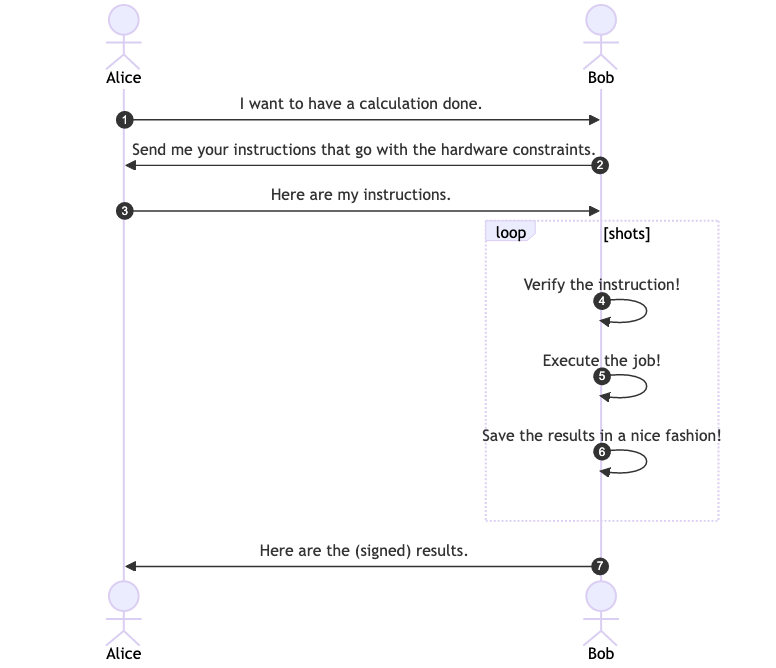 Alice
Bob
I want to have a calculation done.
1
Send me your instructions that go with the hardware constraints.
2
Here are my instructions.
3
loop
[shots]
Verify the instruction!
4
Execute the job!
5
Save the results in a nice fashion!
6
Here are the (signed) results.
7
Alice
Bob